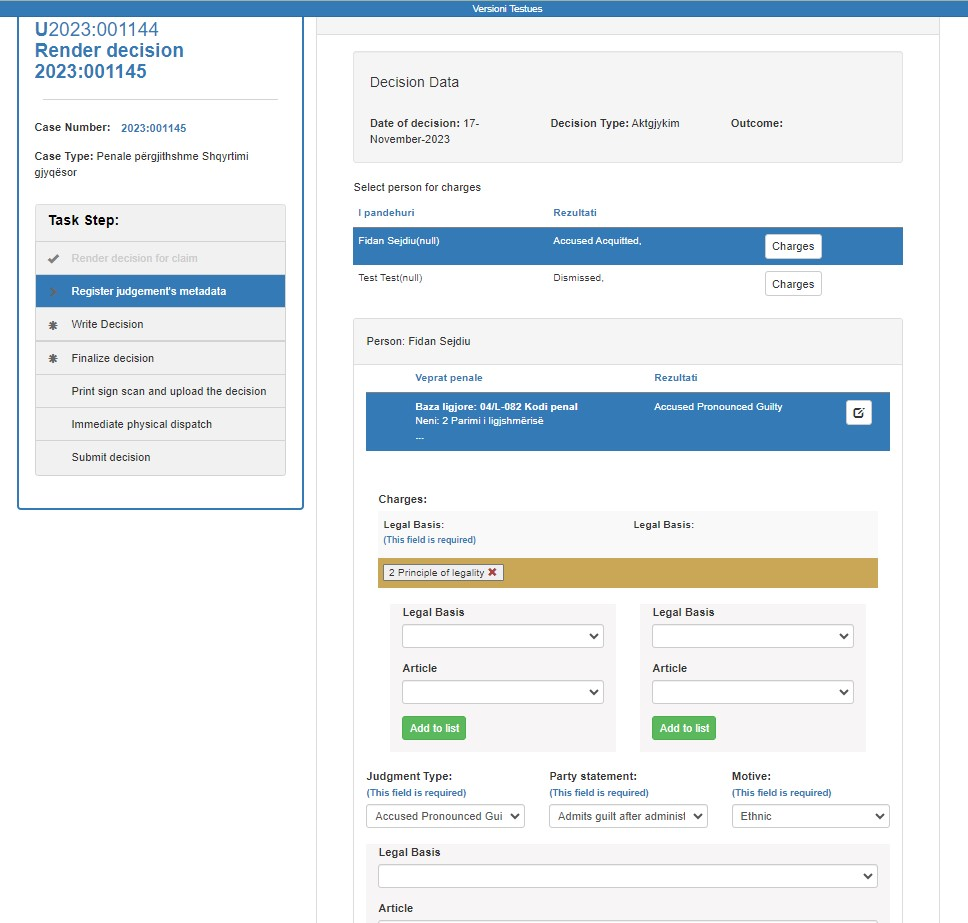 Versioni Testues
U2023:001144
Render decision
2023:001145
Case Number: 2023:001145
Case Type: Penale përgjithshme Shqyrtimi
gjyqësor
Task Step:
Render decision for claim
Register judgement's metadata
Write Decision
Finalize decision
Print sign scan and upload the decision
Immediate physical dispatch
Submit decision
Decision Data
Date of decision: 17-
November-2023
Decision Type: Aktgjykim
Outcome:
Select person for charges
I pandehuri Rezultati
Fidan Sejdiu(null) Accused Acquitted, Charges
Test Test(null) Dismissed, Charges
Person: Fidan Sejdiu
Veprat penale Rezultati
Baza ligjore: 04/L-082 Kodi penal Accused Pronounced Guilty
Neni: 2 Parimi i ligjshmërisë
...
Charges:
Legal Basis: Legal Basis:
(This field is required)
2 Principle of legality
Legal Basis Legal Basis
Article Article
Add to list Add to list
Judgment Type: Party statement: Motive:
(This field is required) (This field is required) (This field is required)
Accused Pronounced Gui Admits guilt after administ Ethnic
Legal Basis
Article